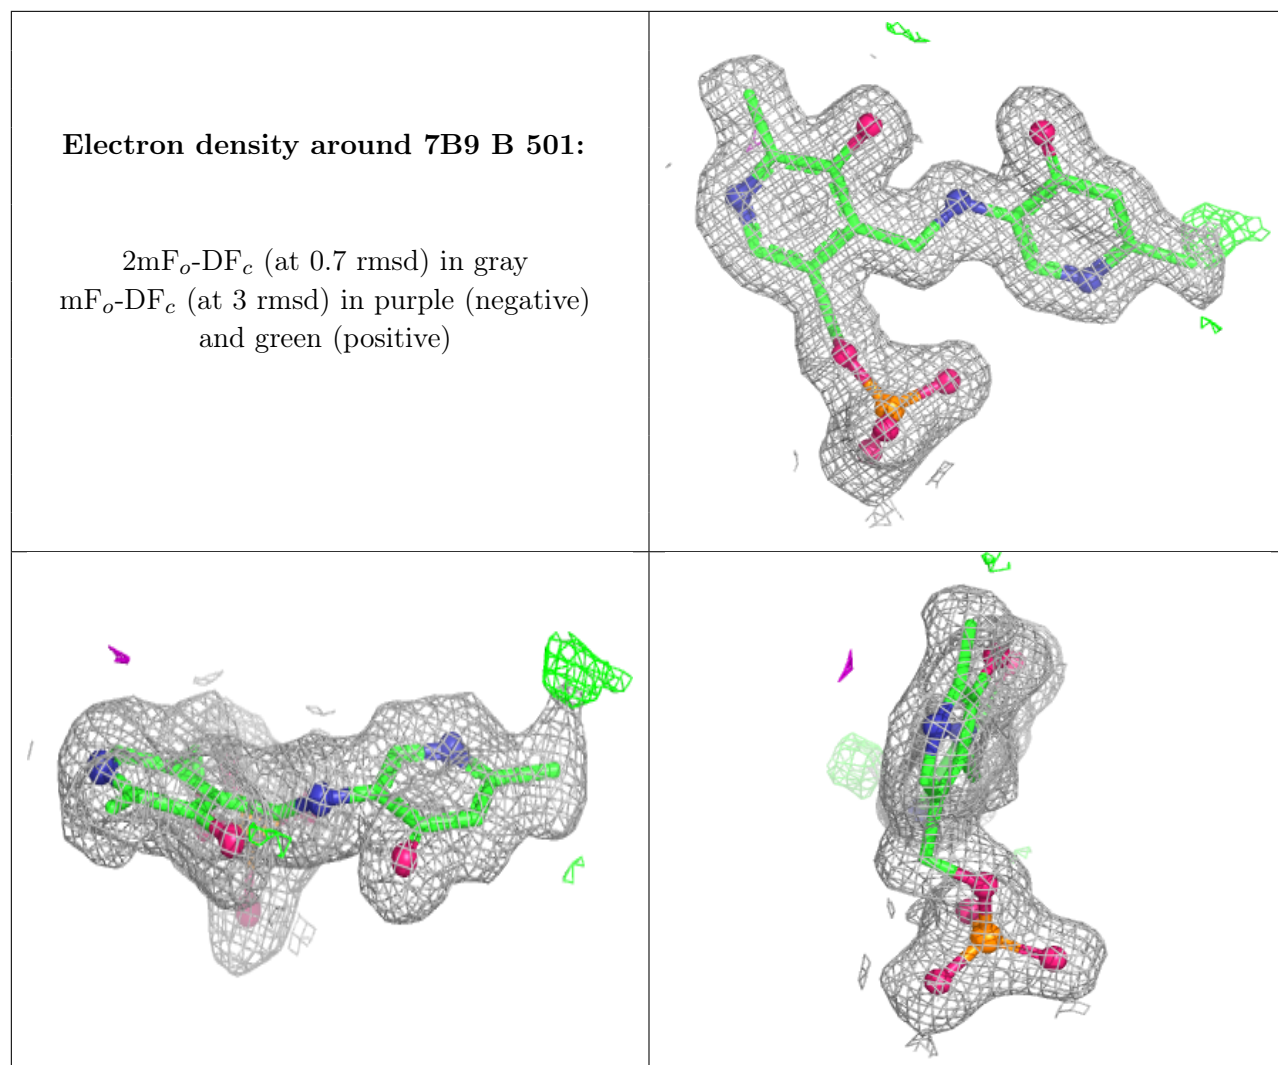 Electron density around 7B9 B 501:
2mFo-DFc (at 0.7 rmsd) in gray
mFo-DFc (at 3 rmsd) in purple (negative)
and green (positive)